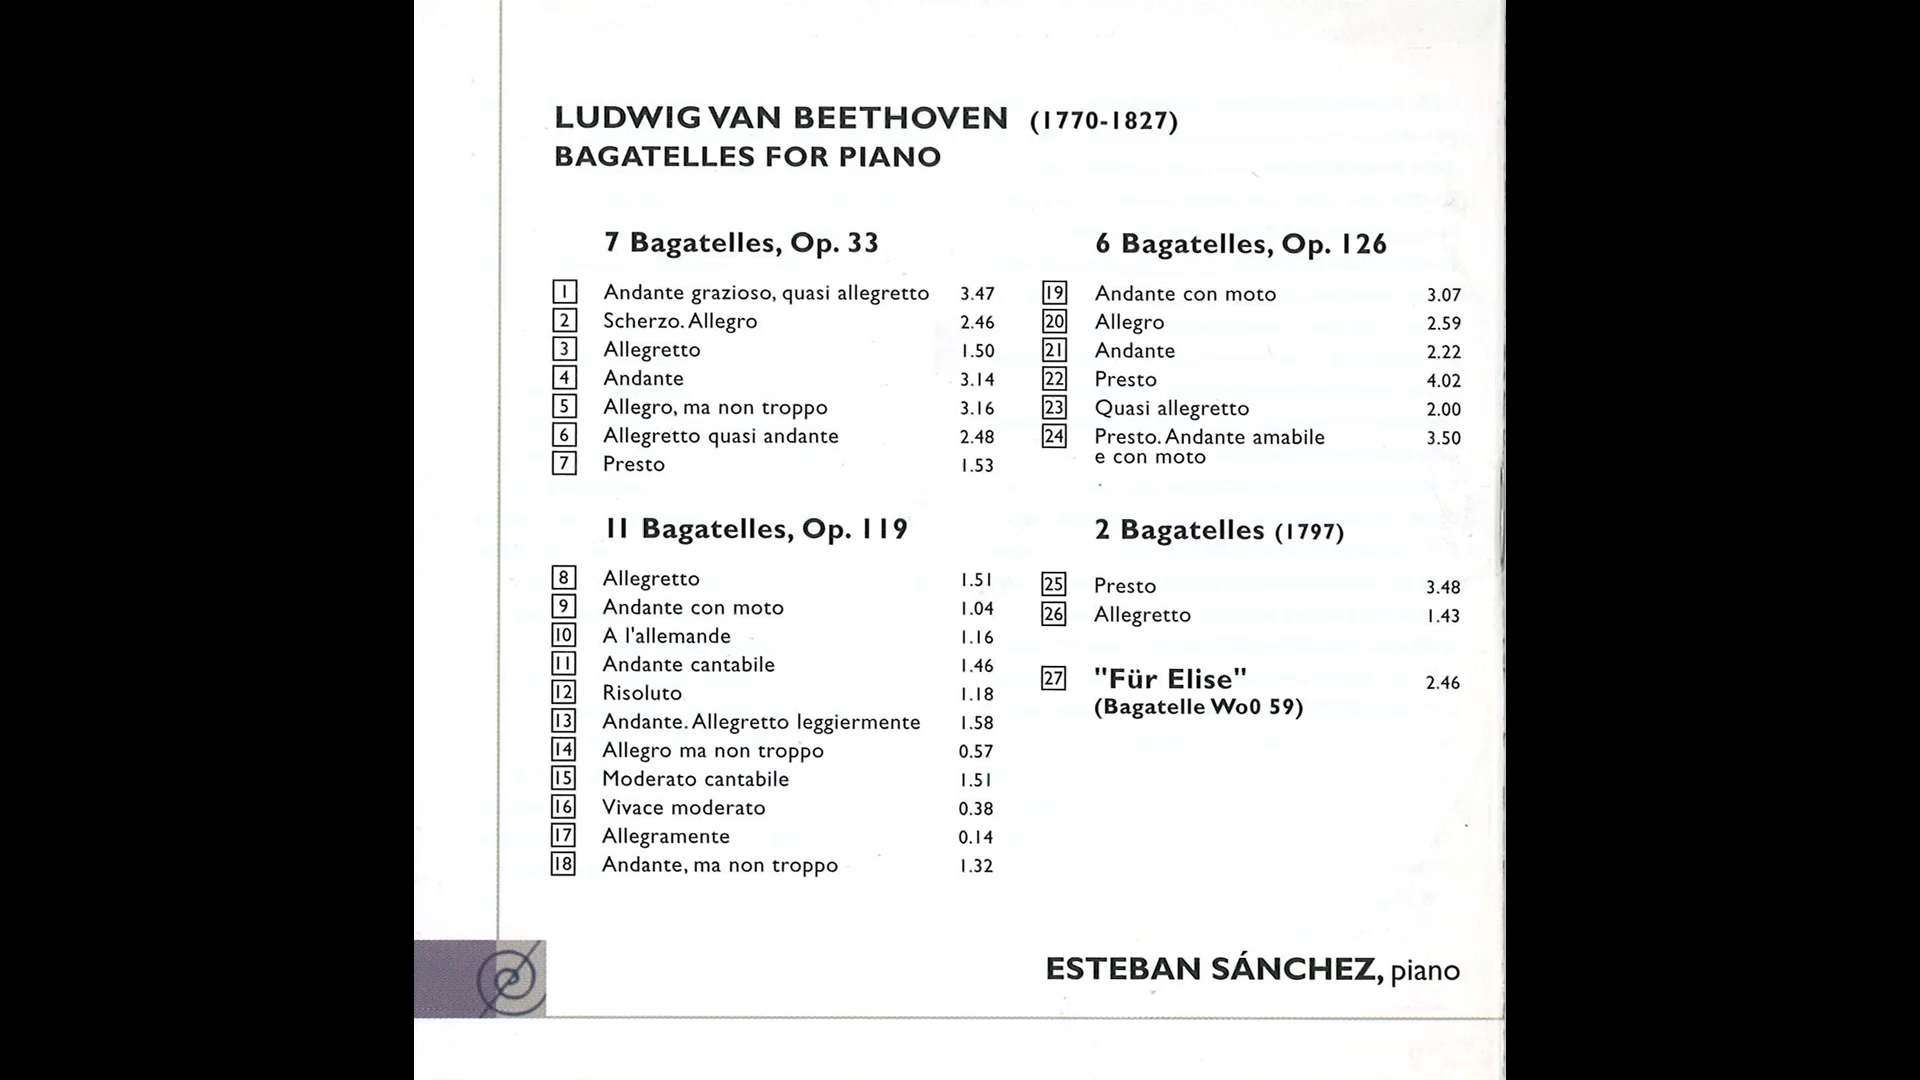 LUDWIG VAN BEETHOVEN (1770-1827)
BAGATELLES FOR PIANO
7 Bagatelles, Op. 33
1 Andante grazioso, quasi allegretto 3.47
2 Scherzo. Allegro 2.46
3 Allegretto 1.50
4 Andante 3.14
5 Allegro, ma non troppo 3.16
6 Allegretto quasi andante 2.48
7 Presto 1.53
11 Bagatelles, Op. 119
8 Allegretto 1.51
9 Andante con moto 1.04
10 A l'allemande 1.16
11 Andante cantabile 1.46
12 Risoluto 1.18
13 Andante. Allegretto leggiermente 1.58
14 Allegro ma non troppo 0.57
15 Moderato cantabile 1.51
16 Vivace moderato 0.38
17 Allegramente 0.14
18 Andante, ma non troppo 1.32
6 Bagatelles, Op. 126
19 Andante con moto 3.07
20 Allegro 2.59
21 Andante 2.22
22 Presto 4.02
23 Quasi allegretto 2.00
24 Presto. Andante amabile 3.50
e con moto
2 Bagatelles (1797)
25 Presto 3.48
26 Allegretto 1.43
27 "Für Elise" 2.46
(Bagatelle Wo0 59)
ESTEBAN SÁNCHEZ, piano